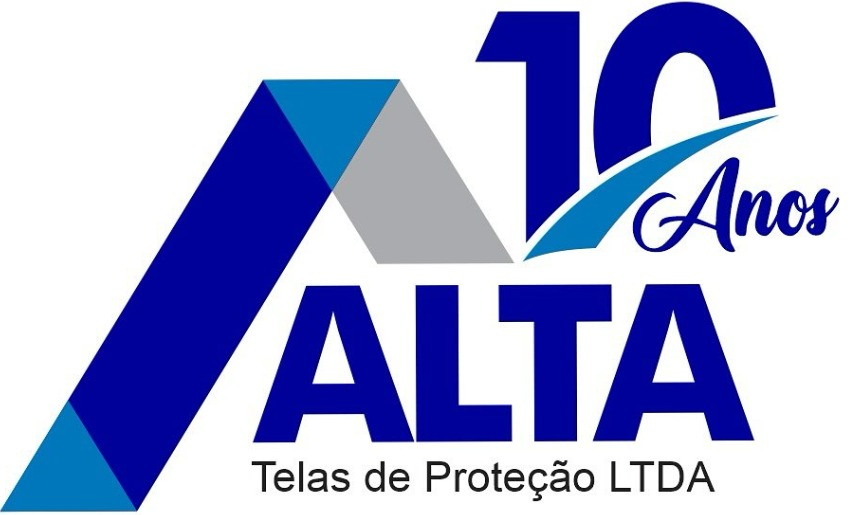 10
Anos
ALTA
Telas de Proteção LTDA